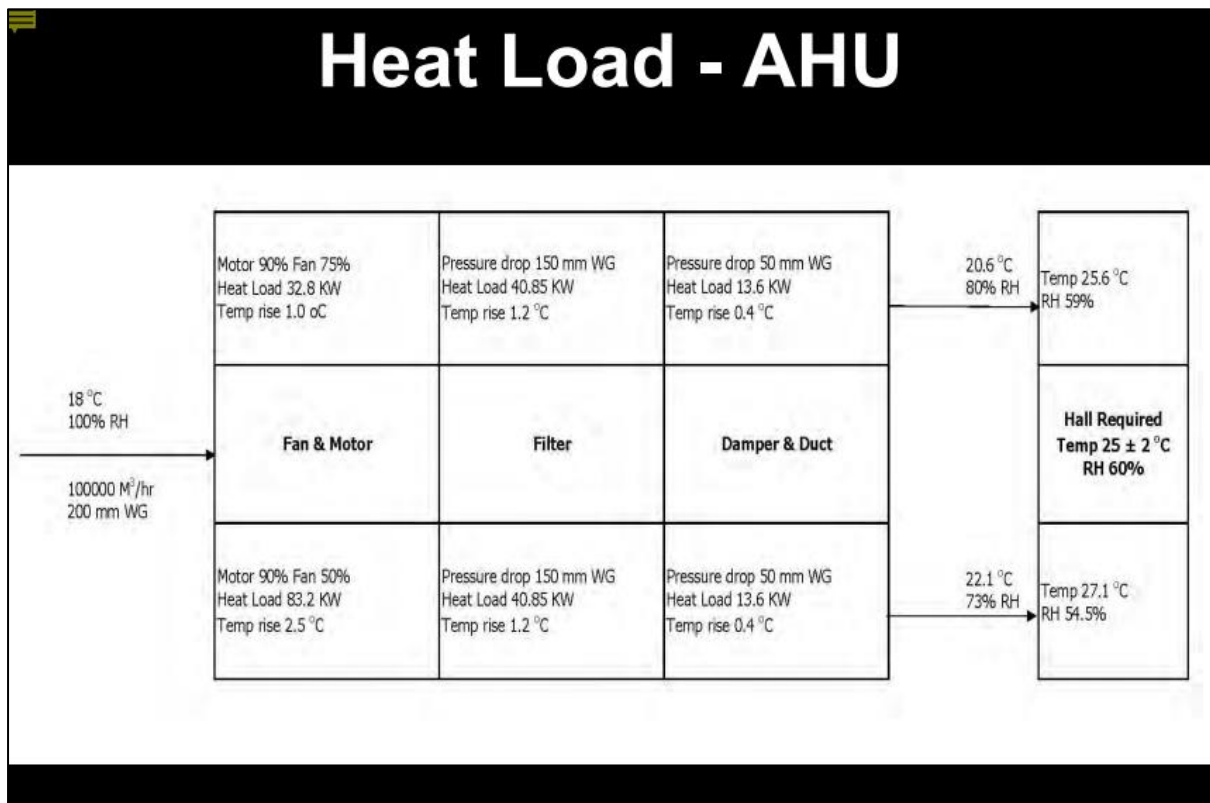 Heat Load - AHU
Motor 90% Fan 75%
Heat Load 32.8 KW
Temp rise 1.0 oC
Pressure drop 150 mm WG
Heat Load 40.85 KW
Temp rise 1.2 °C
Pressure drop 50 mm WG
Heat Load 13.6 KW
Temp rise 0.4 °C
20.6 °C
80% RH
Temp 25.6 °C
RH 59%
18 °C
100% RH
100000 M³/hr
200 mm WG
Fan & Motor
Filter
Damper & Duct
Hall Required
Temp 25 ± 2 °C
RH 60%
Motor 90% Fan 50%
Heat Load 83.2 KW
Temp rise 2.5 °C
Pressure drop 150 mm WG
Heat Load 40.85 KW
Temp rise 1.2 °C
Pressure drop 50 mm WG
Heat Load 13.6 KW
Temp rise 0.4 °C
22.1 °C
73% RH
Temp 27.1 °C
RH 54.5%